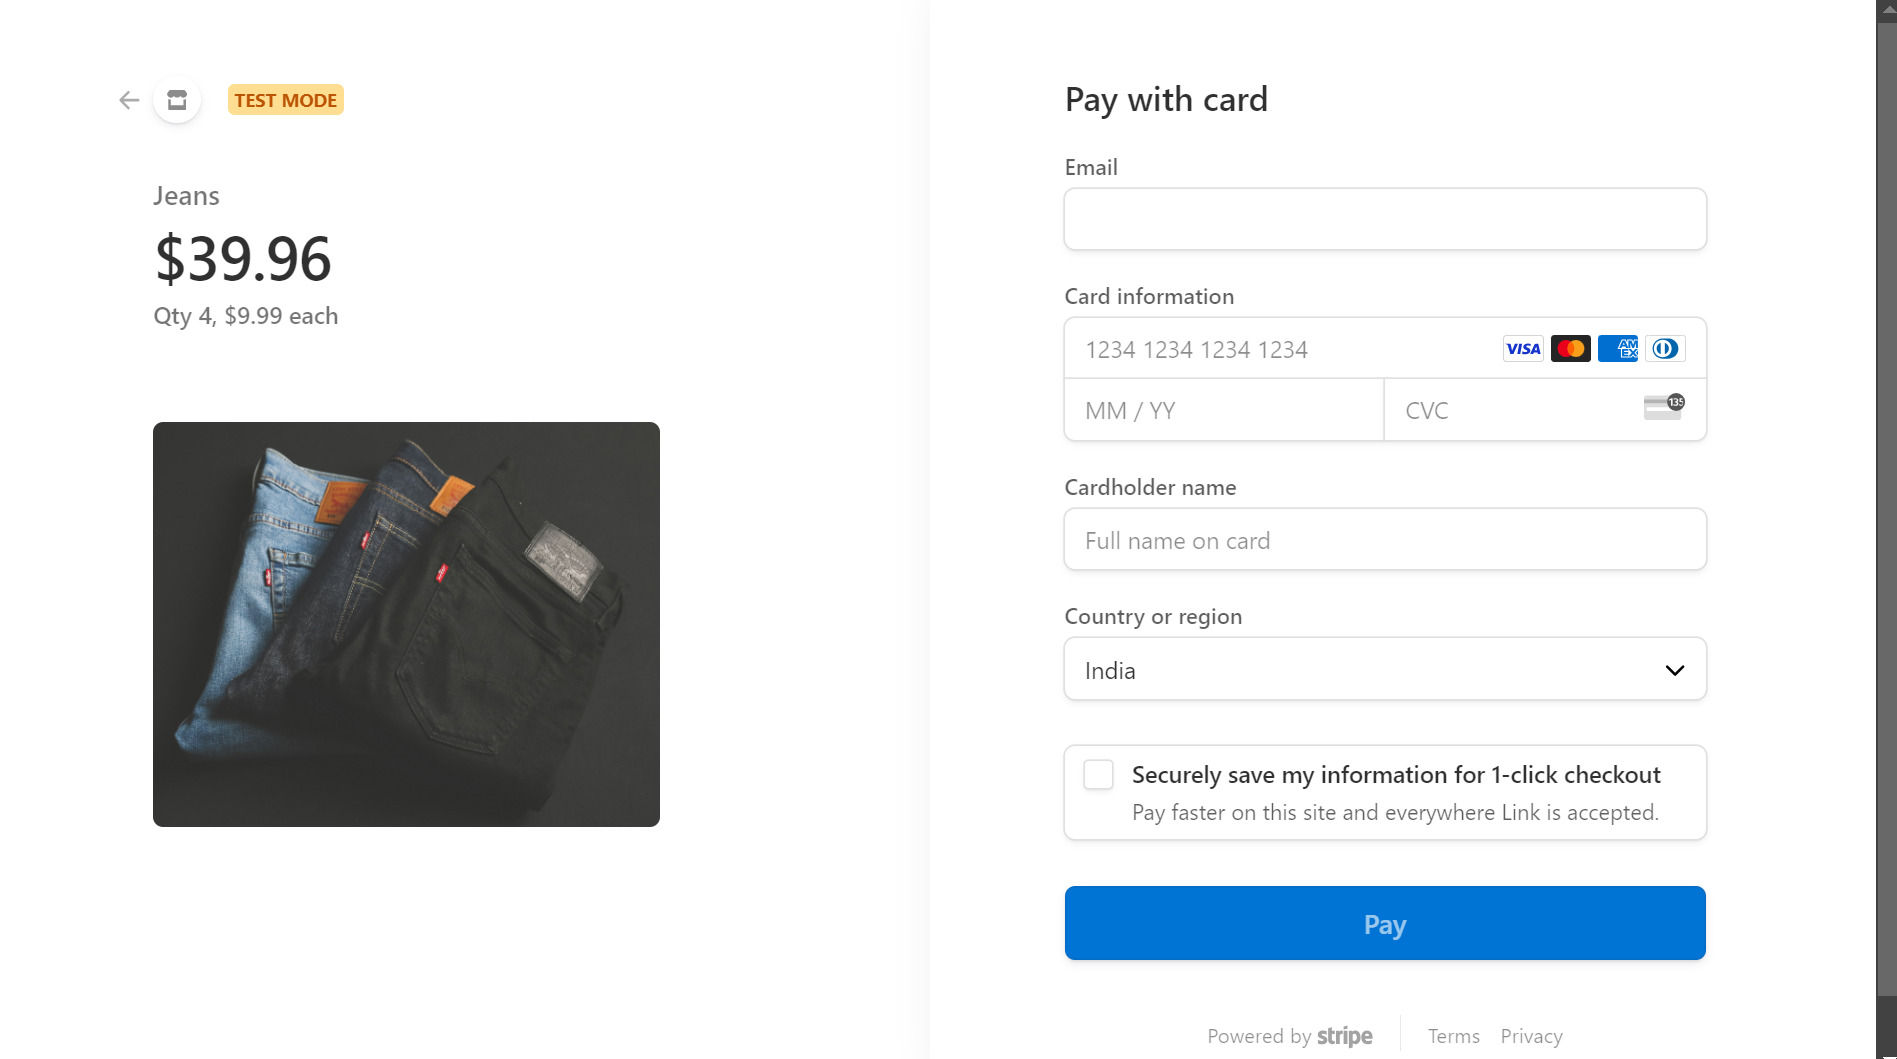 TEST MODE
Jeans
$39.96
Qty 4, $9.99 each
Pay with card
Email
Card information
1234 1234 1234 1234
VISA
AM
EX
MM / YY
CVC
135
Cardholder name
Full name on card
Country or region
India
Securely save my information for 1-click checkout
Pay faster on this site and everywhere Link is accepted.
Pay
Powered by stripe
Terms Privacy